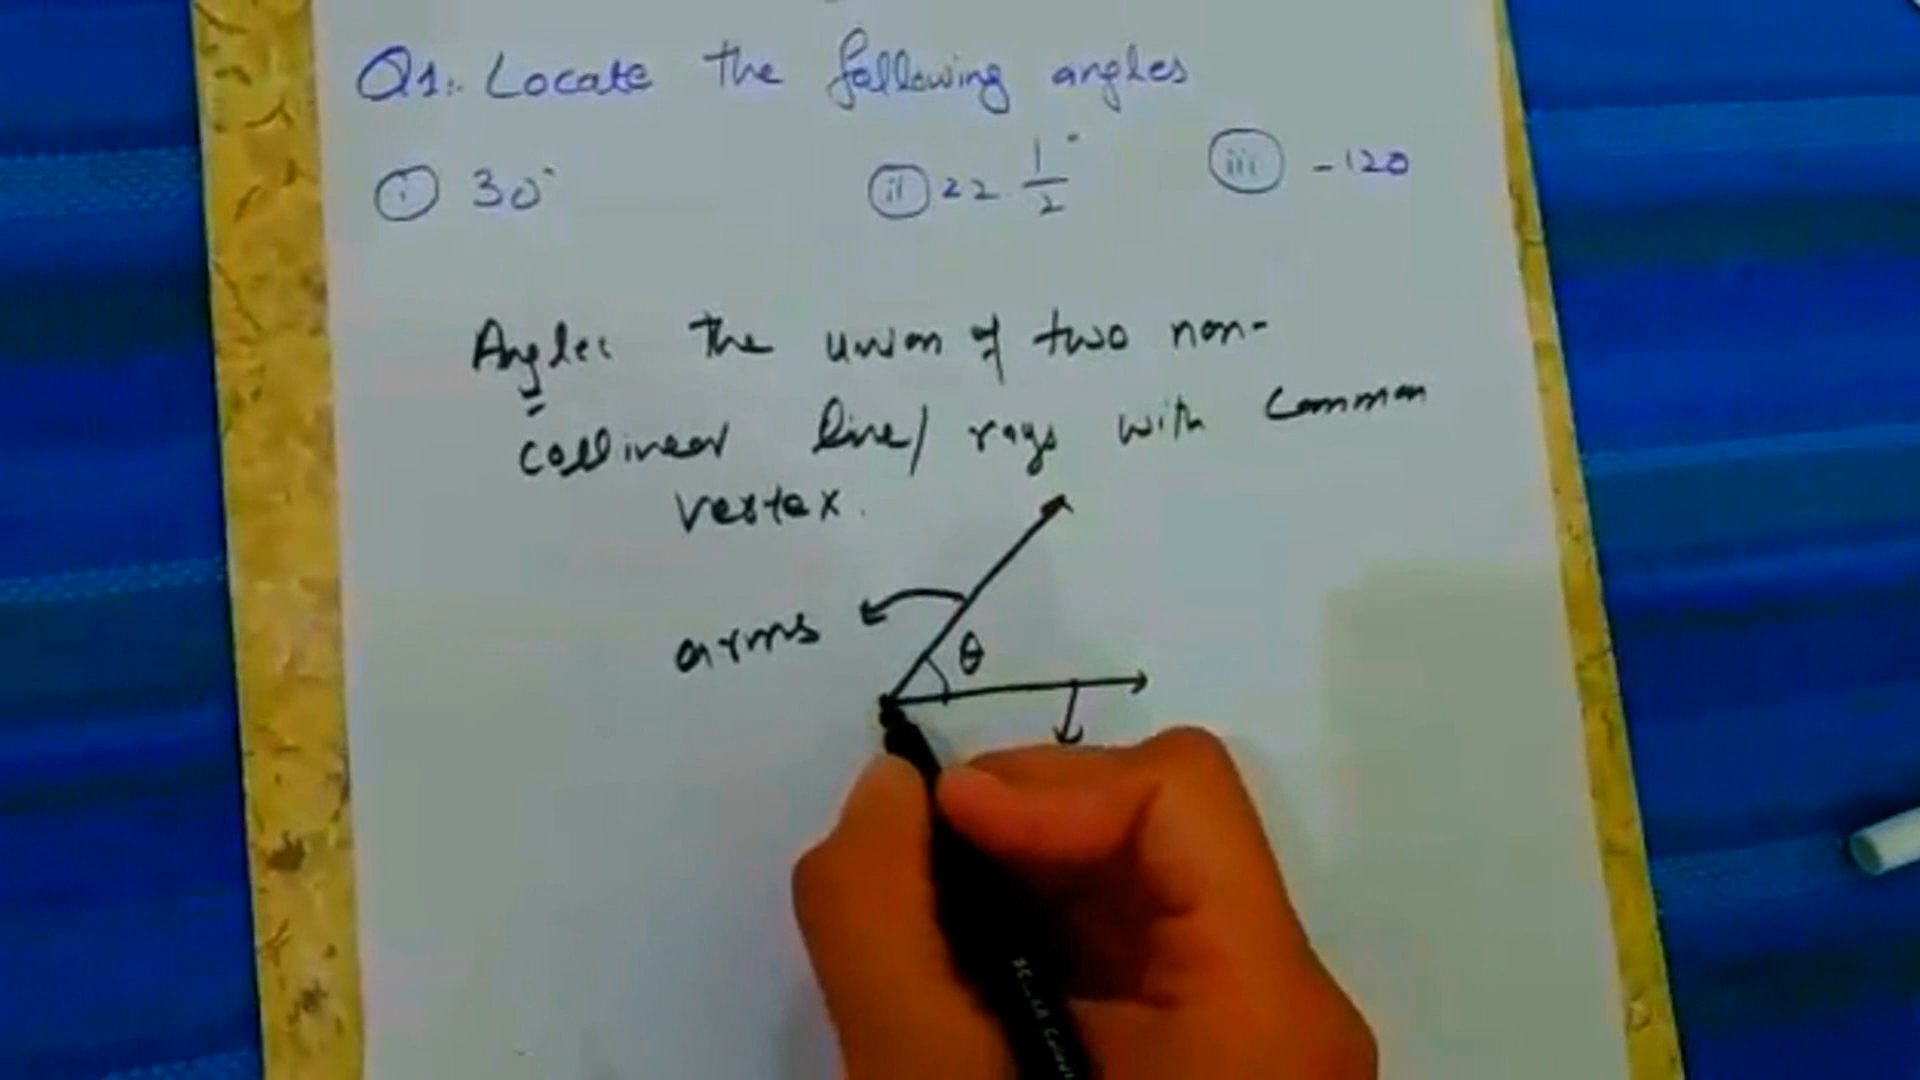 Q1:. Locate the following angles
(i) 30° (ii) 22 1/2° (iii) -120
Angle: the union of two non-
collinear line/ rays with common
vertex.
arms
θ